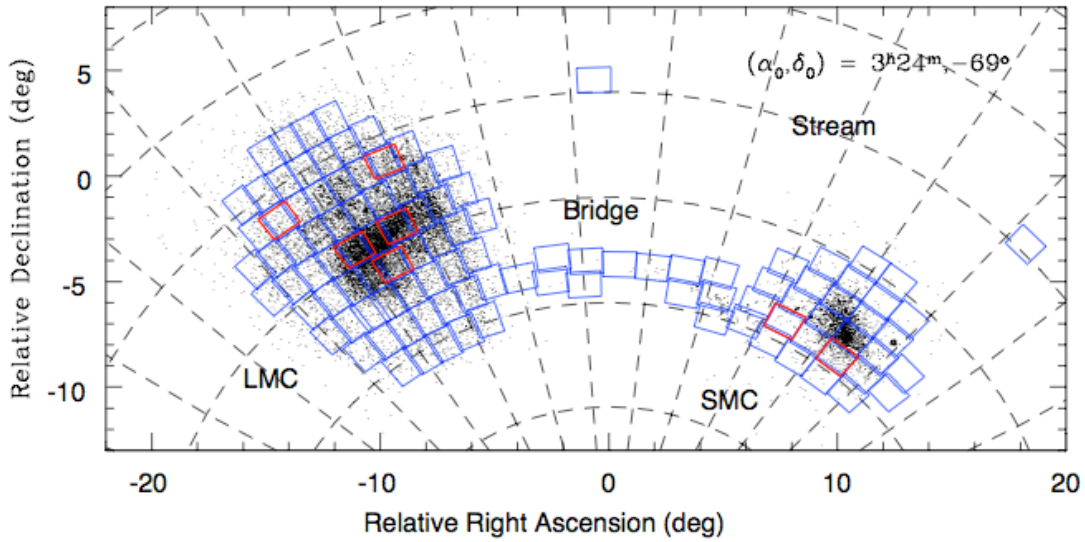 (α₀,δ₀) = 3ʰ24ᵐ,−69°
5
Stream
0
Bridge
-5
LMC
SMC
-10
Relative Declination (deg)
-20
-10
0
10
20
Relative Right Ascension (deg)